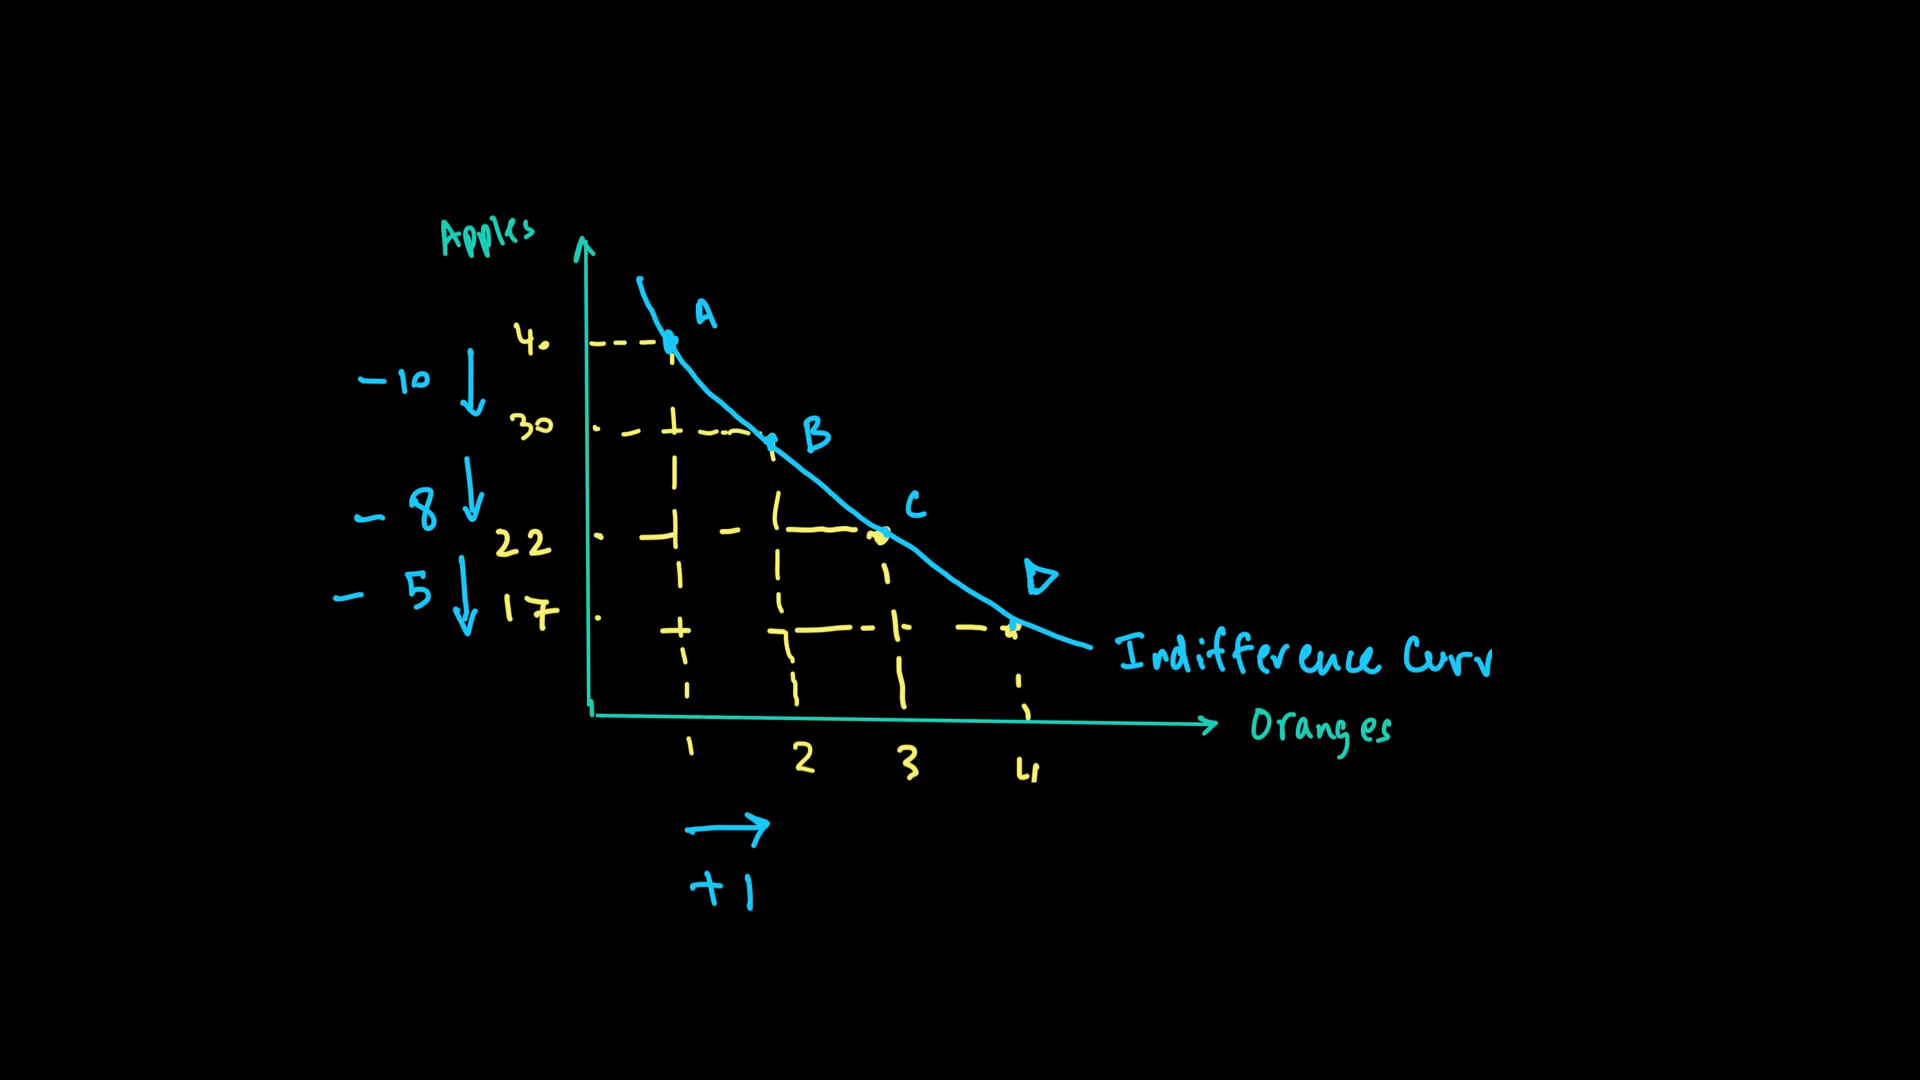 Apples
A
40
-10
30
B
-8
22
C
-5
17
D
Indifference Curv
Oranges
1 2 3 4
+1